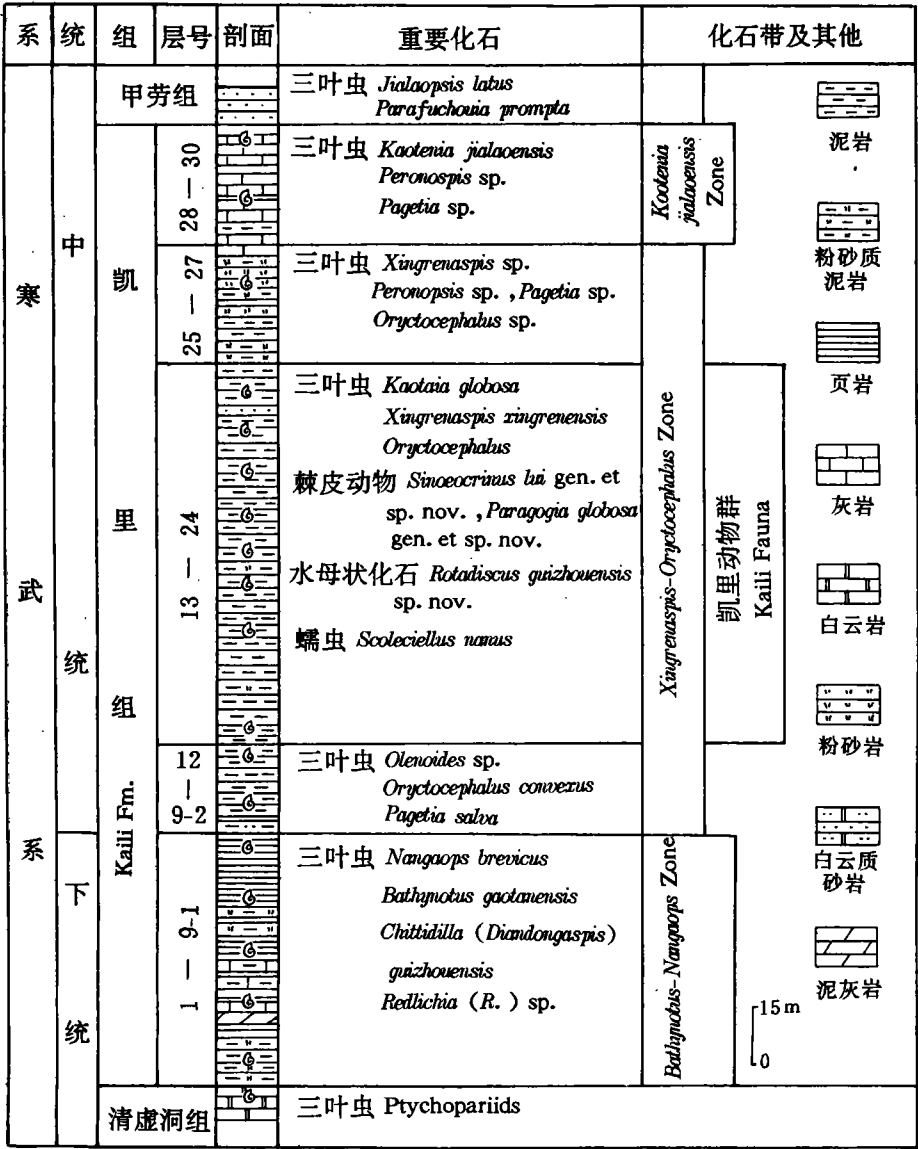 系 统 组 层号 剖面 重要化石 化石带及其他
寒武系
中统
下统
甲劳组
三叶虫 Jialaopsis latus
Parafuchouia prompta
凯里组 Kaili Fm.
28—30
三叶虫 Kaotenia jialaoensis
Peronospis sp.
Pagetia sp.
Kootenia
jialaoensis
Zone
25—27
三叶虫 Xingrenaspis sp.
Peronopsis sp.,Pagetia sp.
Oryctocephalus sp.
13—24
三叶虫 Kaotaia globosa
Xingrenaspis xingrenensis
Oryctocephalus
棘皮动物 Sinoeocrinus lui gen. et
sp. nov.,Paragogia globosa
gen. et sp. nov.
水母状化石 Rotadiscus guizhouensis
sp. nov.
蠕虫 Scoleciellus nanus
Xingrenaspis-Oryctocephalus Zone
凯里动物群
Kaili Fauna
12
|
9-2
三叶虫 Olenoides sp.
Oryctocephalus convexus
Pagetia salva
1—9-1
三叶虫 Nangaops brevicus
Bathynotus gaotanensis
Chittidilla (Diandongaspis)
guizhouensis
Redlichia (R.) sp.
Bathynotus-Nangaops Zone
清虚洞组
三叶虫 Ptychopariids
泥岩
粉砂质
泥岩
页岩
灰岩
白云岩
粉砂岩
白云质
砂岩
泥灰岩
15m
0